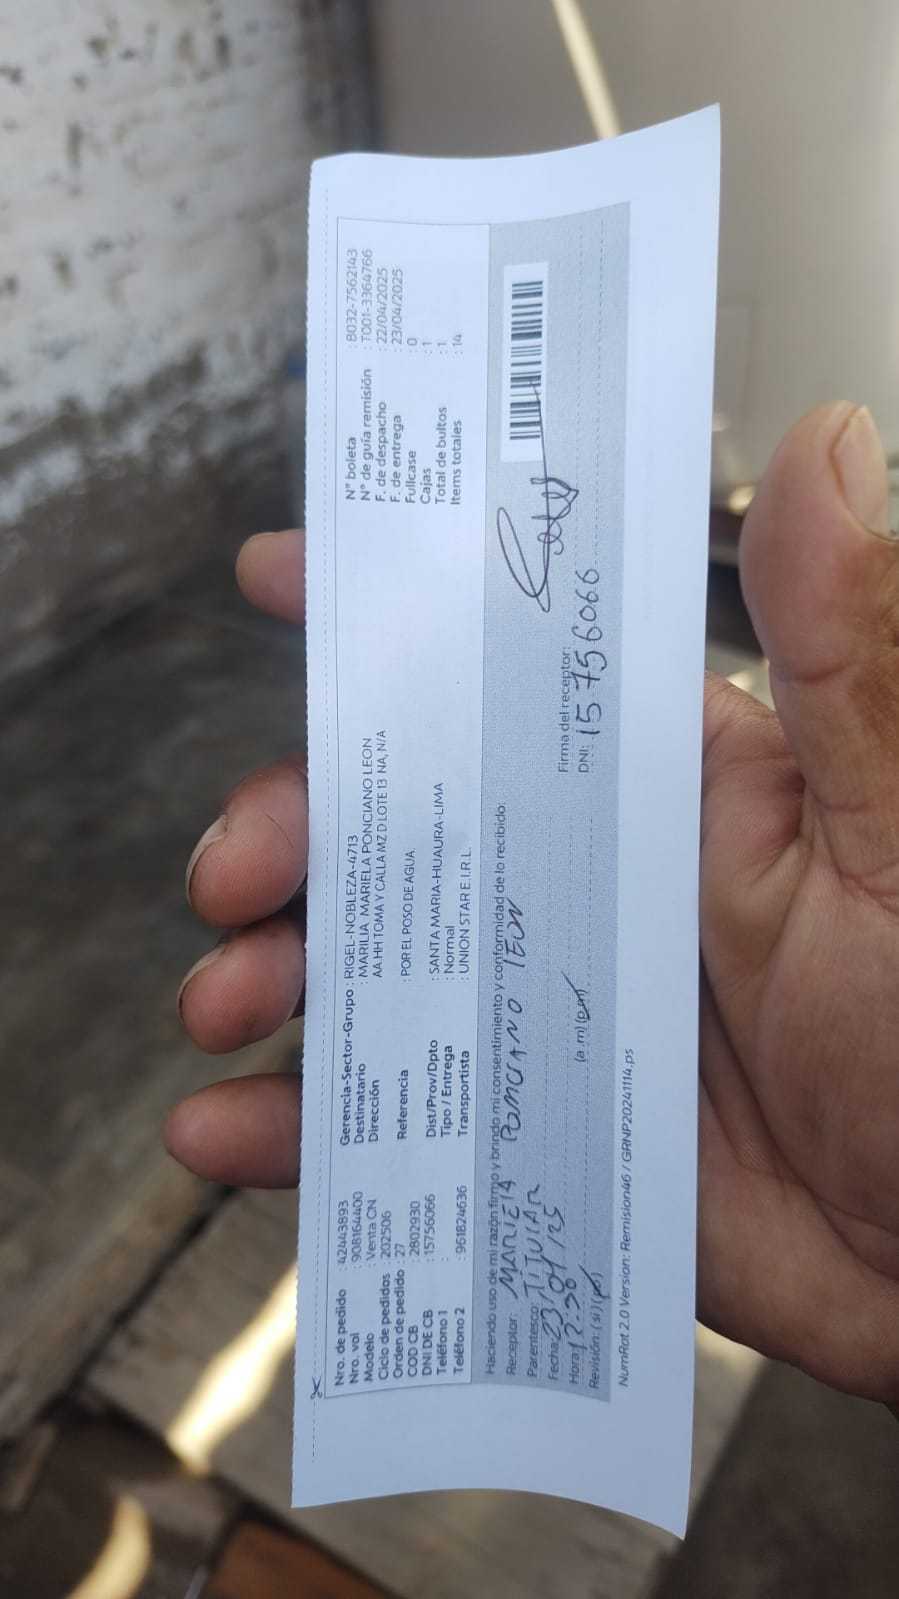 Nro. de pedido : 42443893
Nro. vol : 908164400
Modelo : Venta CN
Ciclo de pedidos : 202506
Orden de pedido : 27
COD CB : 2802930
DNI DE CB : 15756066
Teléfono 1 :
Teléfono 2 : 961824636
Gerencia-Sector-Grupo : RIGEL-NOBLEZA-4713
Destinatario : MARILIA MARIELA PONCIANO LEON
Dirección AA.HH TOMA Y CALLA MZ D LOTE 13 NA, N/A
Referencia : POR EL POSO DE AGUA
Dist/Prov/Dpto : SANTA MARIA-HUAURA-LIMA
Tipo / Entrega : Normal
Transportista : UNION STAR E.I.R.L.
N° boleta : B032-7562143
N° de guía remisión : T001-3364766
F. de despacho : 22/04/2025
F. de entrega : 23/04/2025
Fullcase : 0
Cajas : 1
Total de bultos : 1
Items totales : 14
Haciendo uso de mi razón firmo y brindo mi consentimiento y conformidad de lo recibido.
Receptor: MARIELA PONCIANO LEON
Parentesco: TITULAR
Fecha: 23/04/25
Hora: 12:30 (a.m) (p.m)
Revisión: (si) (no)
Firma del receptor:
DNI: 15756066
NumRot 2.0 Version: Remision46 / GRNP20241114.ps